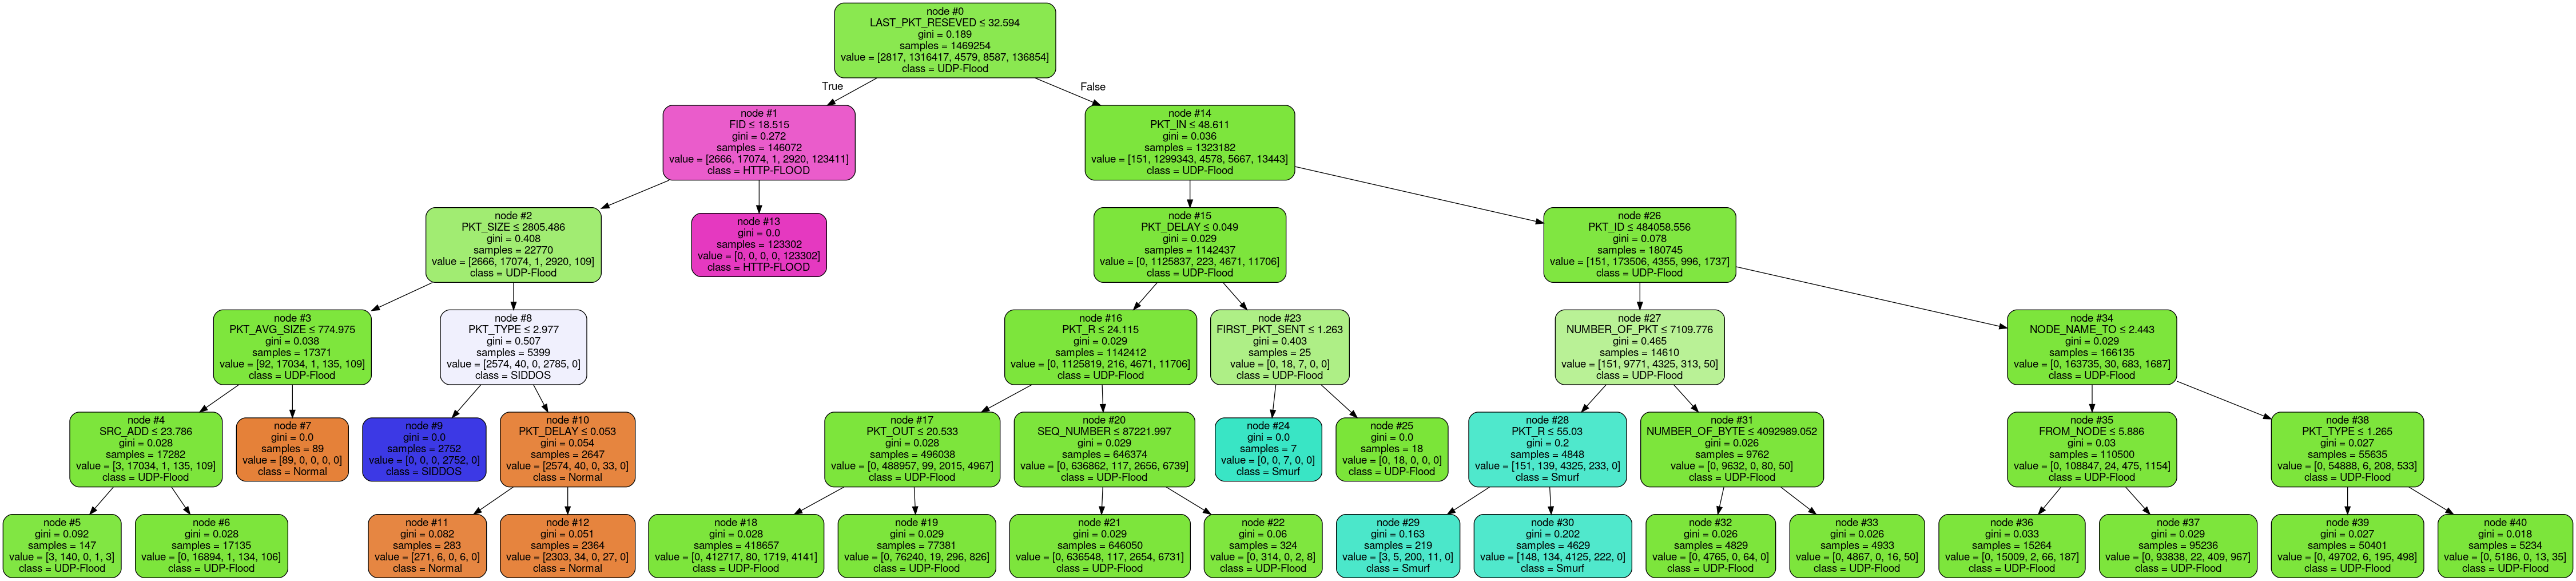 node #0
LAST_PKT_RESEVED ≤ 32.594
gini = 0.189
samples = 1469254
value = [2817, 1316417, 4579, 8587, 136854]
class = UDP-Flood
True
False
node #1
FID ≤ 18.515
gini = 0.272
samples = 146072
value = [2666, 17074, 1, 2920, 123411]
class = HTTP-FLOOD
node #14
PKT_IN ≤ 48.611
gini = 0.036
samples = 1323182
value = [151, 1299343, 4578, 5667, 13443]
class = UDP-Flood
node #2
PKT_SIZE ≤ 2805.486
gini = 0.408
samples = 22770
value = [2666, 17074, 1, 2920, 109]
class = UDP-Flood
node #13
gini = 0.0
samples = 123302
value = [0, 0, 0, 0, 123302]
class = HTTP-FLOOD
node #15
PKT_DELAY ≤ 0.049
gini = 0.029
samples = 1142437
value = [0, 1125837, 223, 4671, 11706]
class = UDP-Flood
node #26
PKT_ID ≤ 484058.556
gini = 0.078
samples = 180745
value = [151, 173506, 4355, 996, 1737]
class = UDP-Flood
node #3
PKT_AVG_SIZE ≤ 774.975
gini = 0.038
samples = 17371
value = [92, 17034, 1, 135, 109]
class = UDP-Flood
node #8
PKT_TYPE ≤ 2.977
gini = 0.507
samples = 5399
value = [2574, 40, 0, 2785, 0]
class = SIDDOS
node #16
PKT_R ≤ 24.115
gini = 0.029
samples = 1142412
value = [0, 1125819, 216, 4671, 11706]
class = UDP-Flood
node #23
FIRST_PKT_SENT ≤ 1.263
gini = 0.403
samples = 25
value = [0, 18, 7, 0, 0]
class = UDP-Flood
node #27
NUMBER_OF_PKT ≤ 7109.776
gini = 0.465
samples = 14610
value = [151, 9771, 4325, 313, 50]
class = UDP-Flood
node #34
NODE_NAME_TO ≤ 2.443
gini = 0.029
samples = 166135
value = [0, 163735, 30, 683, 1687]
class = UDP-Flood
node #4
SRC_ADD ≤ 23.786
gini = 0.028
samples = 17282
value = [3, 17034, 1, 135, 109]
class = UDP-Flood
node #7
gini = 0.0
samples = 89
value = [89, 0, 0, 0, 0]
class = Normal
node #9
gini = 0.0
samples = 2752
value = [0, 0, 0, 2752, 0]
class = SIDDOS
node #10
PKT_DELAY ≤ 0.053
gini = 0.054
samples = 2647
value = [2574, 40, 0, 33, 0]
class = Normal
node #17
PKT_OUT ≤ 20.533
gini = 0.028
samples = 496038
value = [0, 488957, 99, 2015, 4967]
class = UDP-Flood
node #20
SEQ_NUMBER ≤ 87221.997
gini = 0.029
samples = 646374
value = [0, 636862, 117, 2656, 6739]
class = UDP-Flood
node #24
gini = 0.0
samples = 7
value = [0, 0, 7, 0, 0]
class = Smurf
node #25
gini = 0.0
samples = 18
value = [0, 18, 0, 0, 0]
class = UDP-Flood
node #28
PKT_R ≤ 55.03
gini = 0.2
samples = 4848
value = [151, 139, 4325, 233, 0]
class = Smurf
node #31
NUMBER_OF_BYTE ≤ 4092989.052
gini = 0.026
samples = 9762
value = [0, 9632, 0, 80, 50]
class = UDP-Flood
node #35
FROM_NODE ≤ 5.886
gini = 0.03
samples = 110500
value = [0, 108847, 24, 475, 1154]
class = UDP-Flood
node #38
PKT_TYPE ≤ 1.265
gini = 0.027
samples = 55635
value = [0, 54888, 6, 208, 533]
class = UDP-Flood
node #5
gini = 0.092
samples = 147
value = [3, 140, 0, 1, 3]
class = UDP-Flood
node #6
gini = 0.028
samples = 17135
value = [0, 16894, 1, 134, 106]
class = UDP-Flood
node #11
gini = 0.082
samples = 283
value = [271, 6, 0, 6, 0]
class = Normal
node #12
gini = 0.051
samples = 2364
value = [2303, 34, 0, 27, 0]
class = Normal
node #18
gini = 0.028
samples = 418657
value = [0, 412717, 80, 1719, 4141]
class = UDP-Flood
node #19
gini = 0.029
samples = 77381
value = [0, 76240, 19, 296, 826]
class = UDP-Flood
node #21
gini = 0.029
samples = 646050
value = [0, 636548, 117, 2654, 6731]
class = UDP-Flood
node #22
gini = 0.06
samples = 324
value = [0, 314, 0, 2, 8]
class = UDP-Flood
node #29
gini = 0.163
samples = 219
value = [3, 5, 200, 11, 0]
class = Smurf
node #30
gini = 0.202
samples = 4629
value = [148, 134, 4125, 222, 0]
class = Smurf
node #32
gini = 0.026
samples = 4829
value = [0, 4765, 0, 64, 0]
class = UDP-Flood
node #33
gini = 0.026
samples = 4933
value = [0, 4867, 0, 16, 50]
class = UDP-Flood
node #36
gini = 0.033
samples = 15264
value = [0, 15009, 2, 66, 187]
class = UDP-Flood
node #37
gini = 0.029
samples = 95236
value = [0, 93838, 22, 409, 967]
class = UDP-Flood
node #39
gini = 0.027
samples = 50401
value = [0, 49702, 6, 195, 498]
class = UDP-Flood
node #40
gini = 0.018
samples = 5234
value = [0, 5186, 0, 13, 35]
class = UDP-Flood